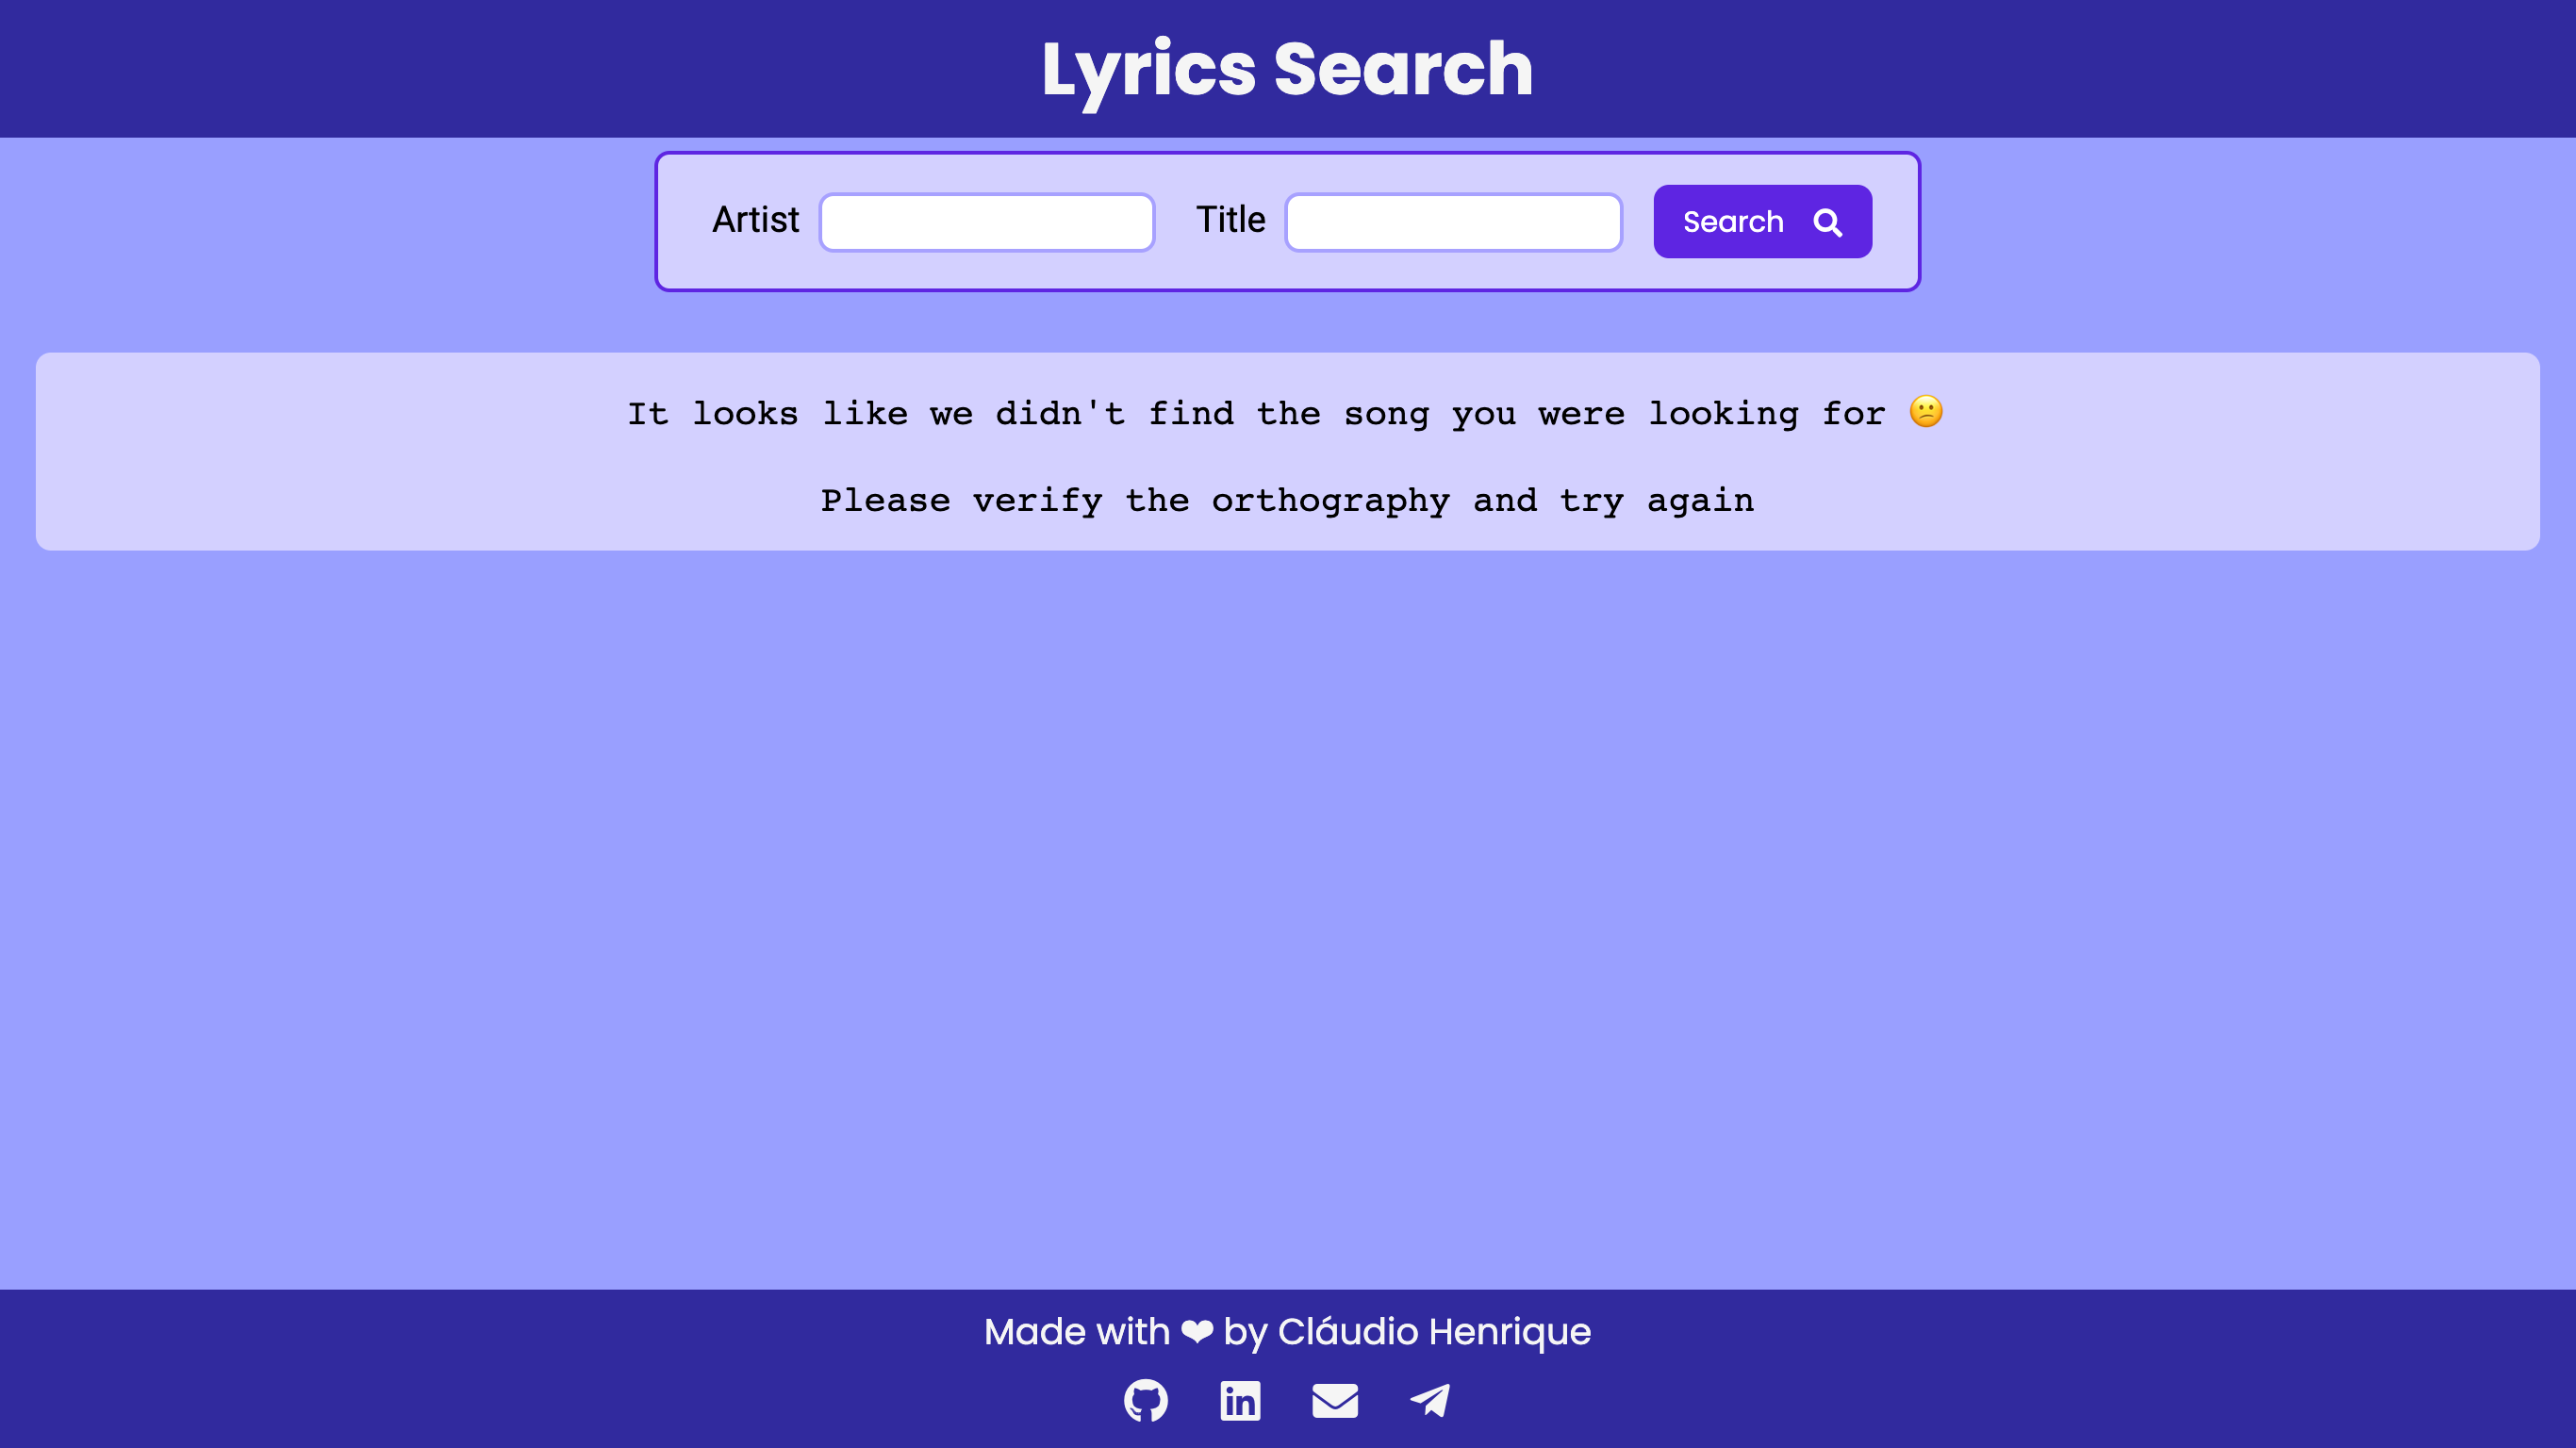 Lyrics Search
Artist
Title
Search
It looks like we didn't find the song you were looking for 😕
Please verify the orthography and try again
Made with ❤ by Cláudio Henrique